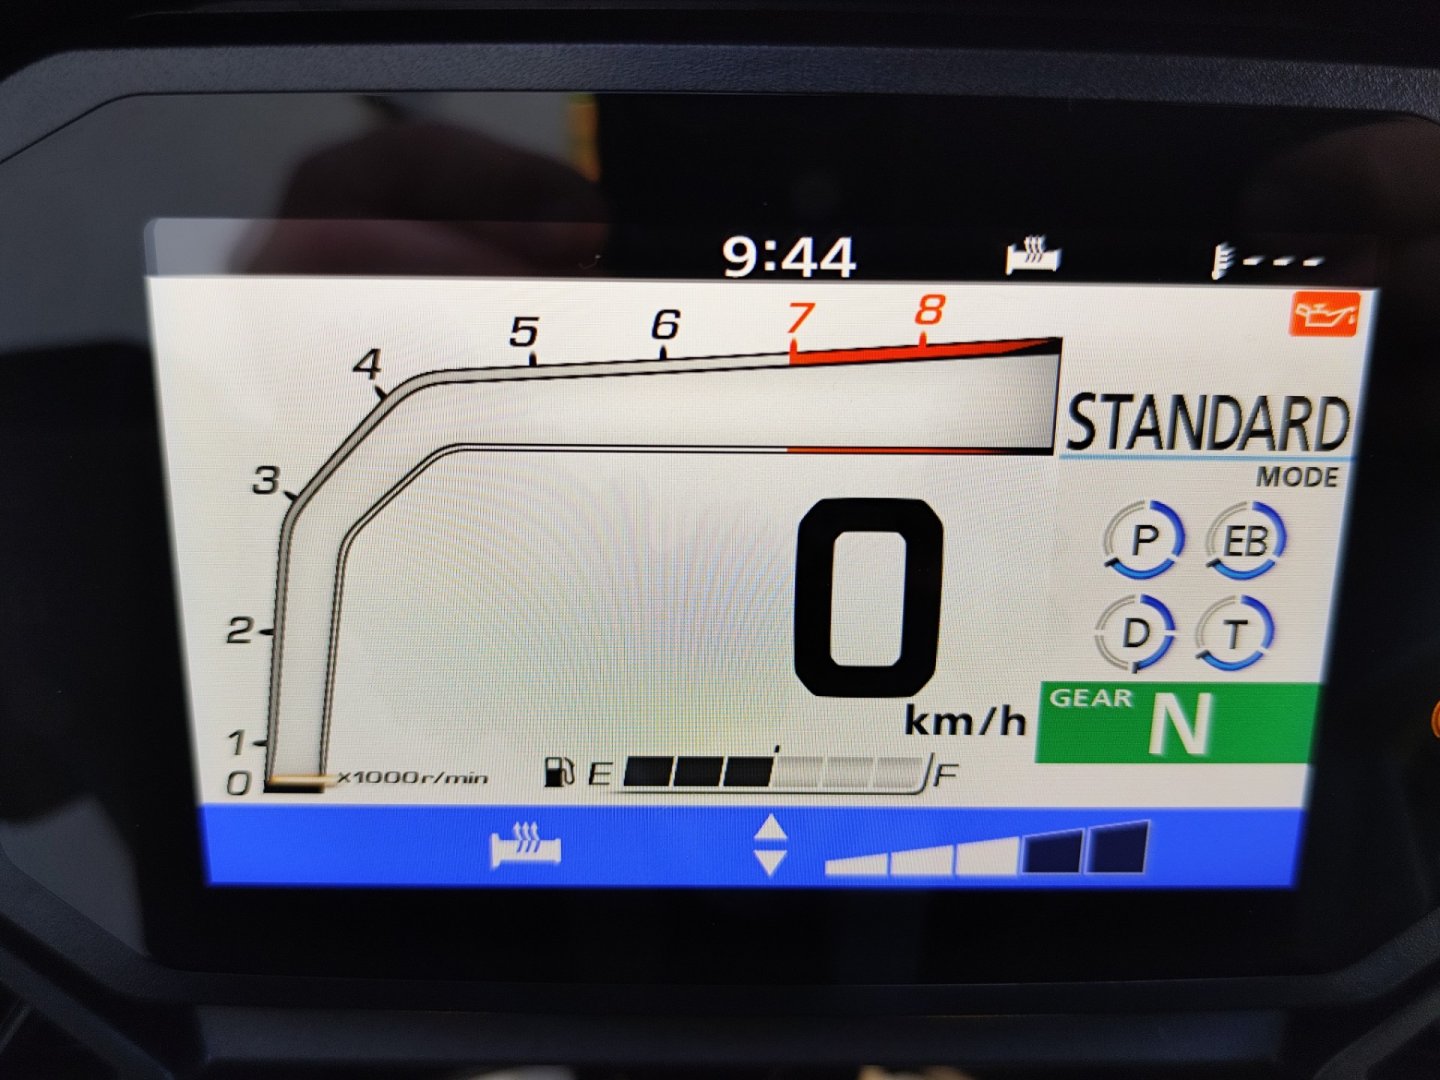 9:44
---
5 6 7 8
4
STANDARD
MODE
3
P EB
2
D T
0
km/h
GEAR N
1
0 x1000r/min
E F